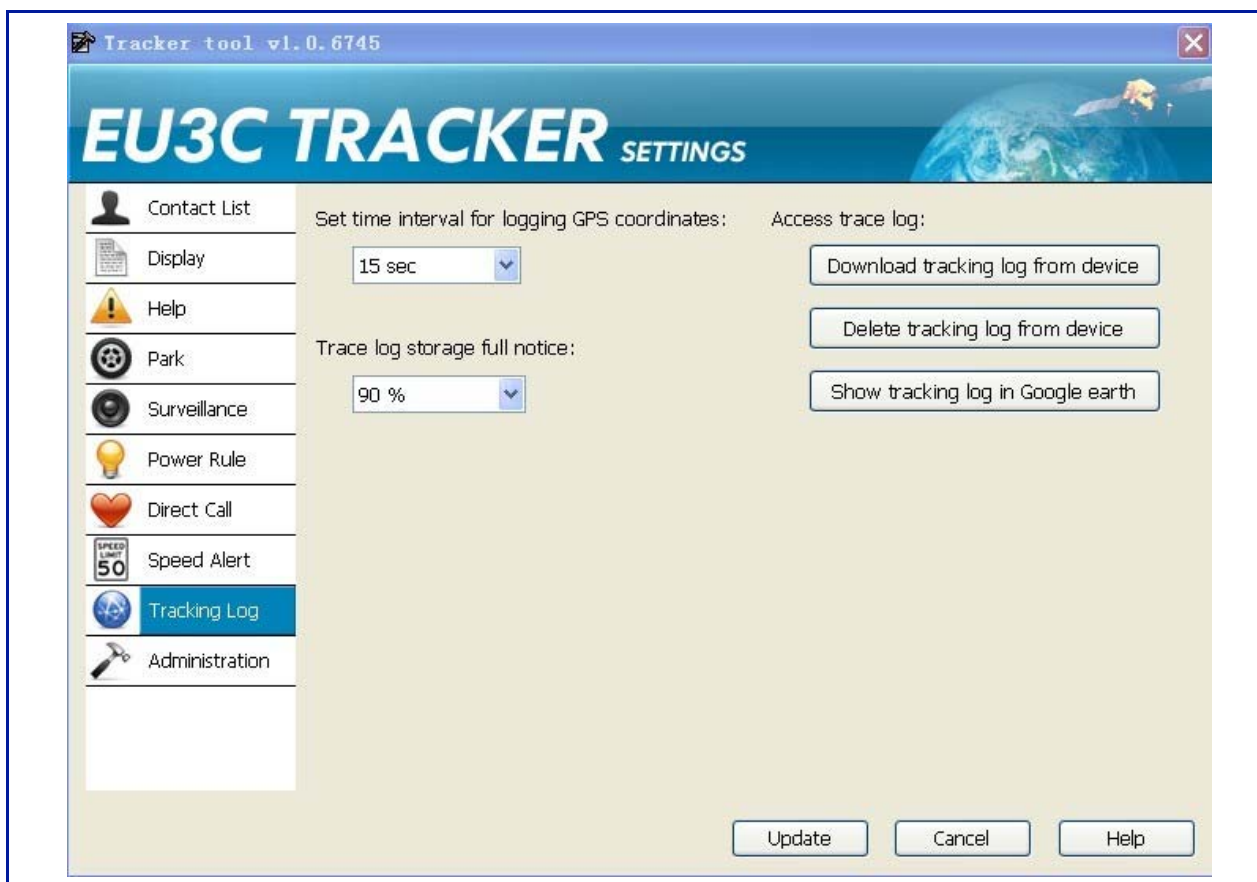 Tracker tool v1.0.6745
EU3C TRACKER SETTINGS
Contact List
Display
Help
Park
Surveillance
Power Rule
Direct Call
SPEED
LIMIT
50
Speed Alert
Tracking Log
Administration
Set time interval for logging GPS coordinates:
15 sec
Trace log storage full notice:
90 %
Access trace log:
Download tracking log from device
Delete tracking log from device
Show tracking log in Google earth
Update
Cancel
Help